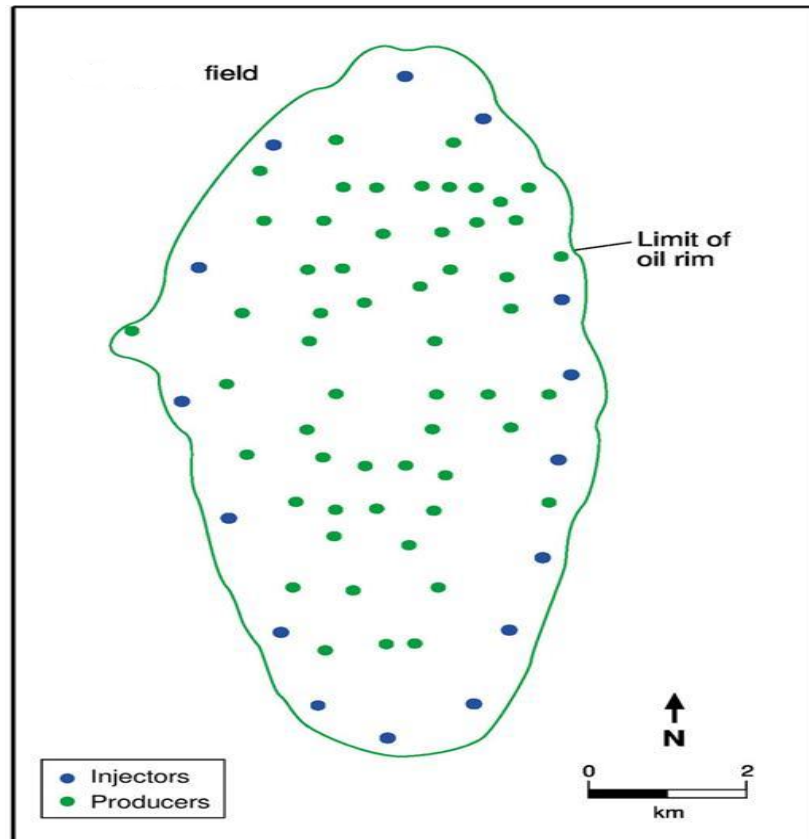 field
Limit of
oil rim
N
0 2
km
Injectors
Producers